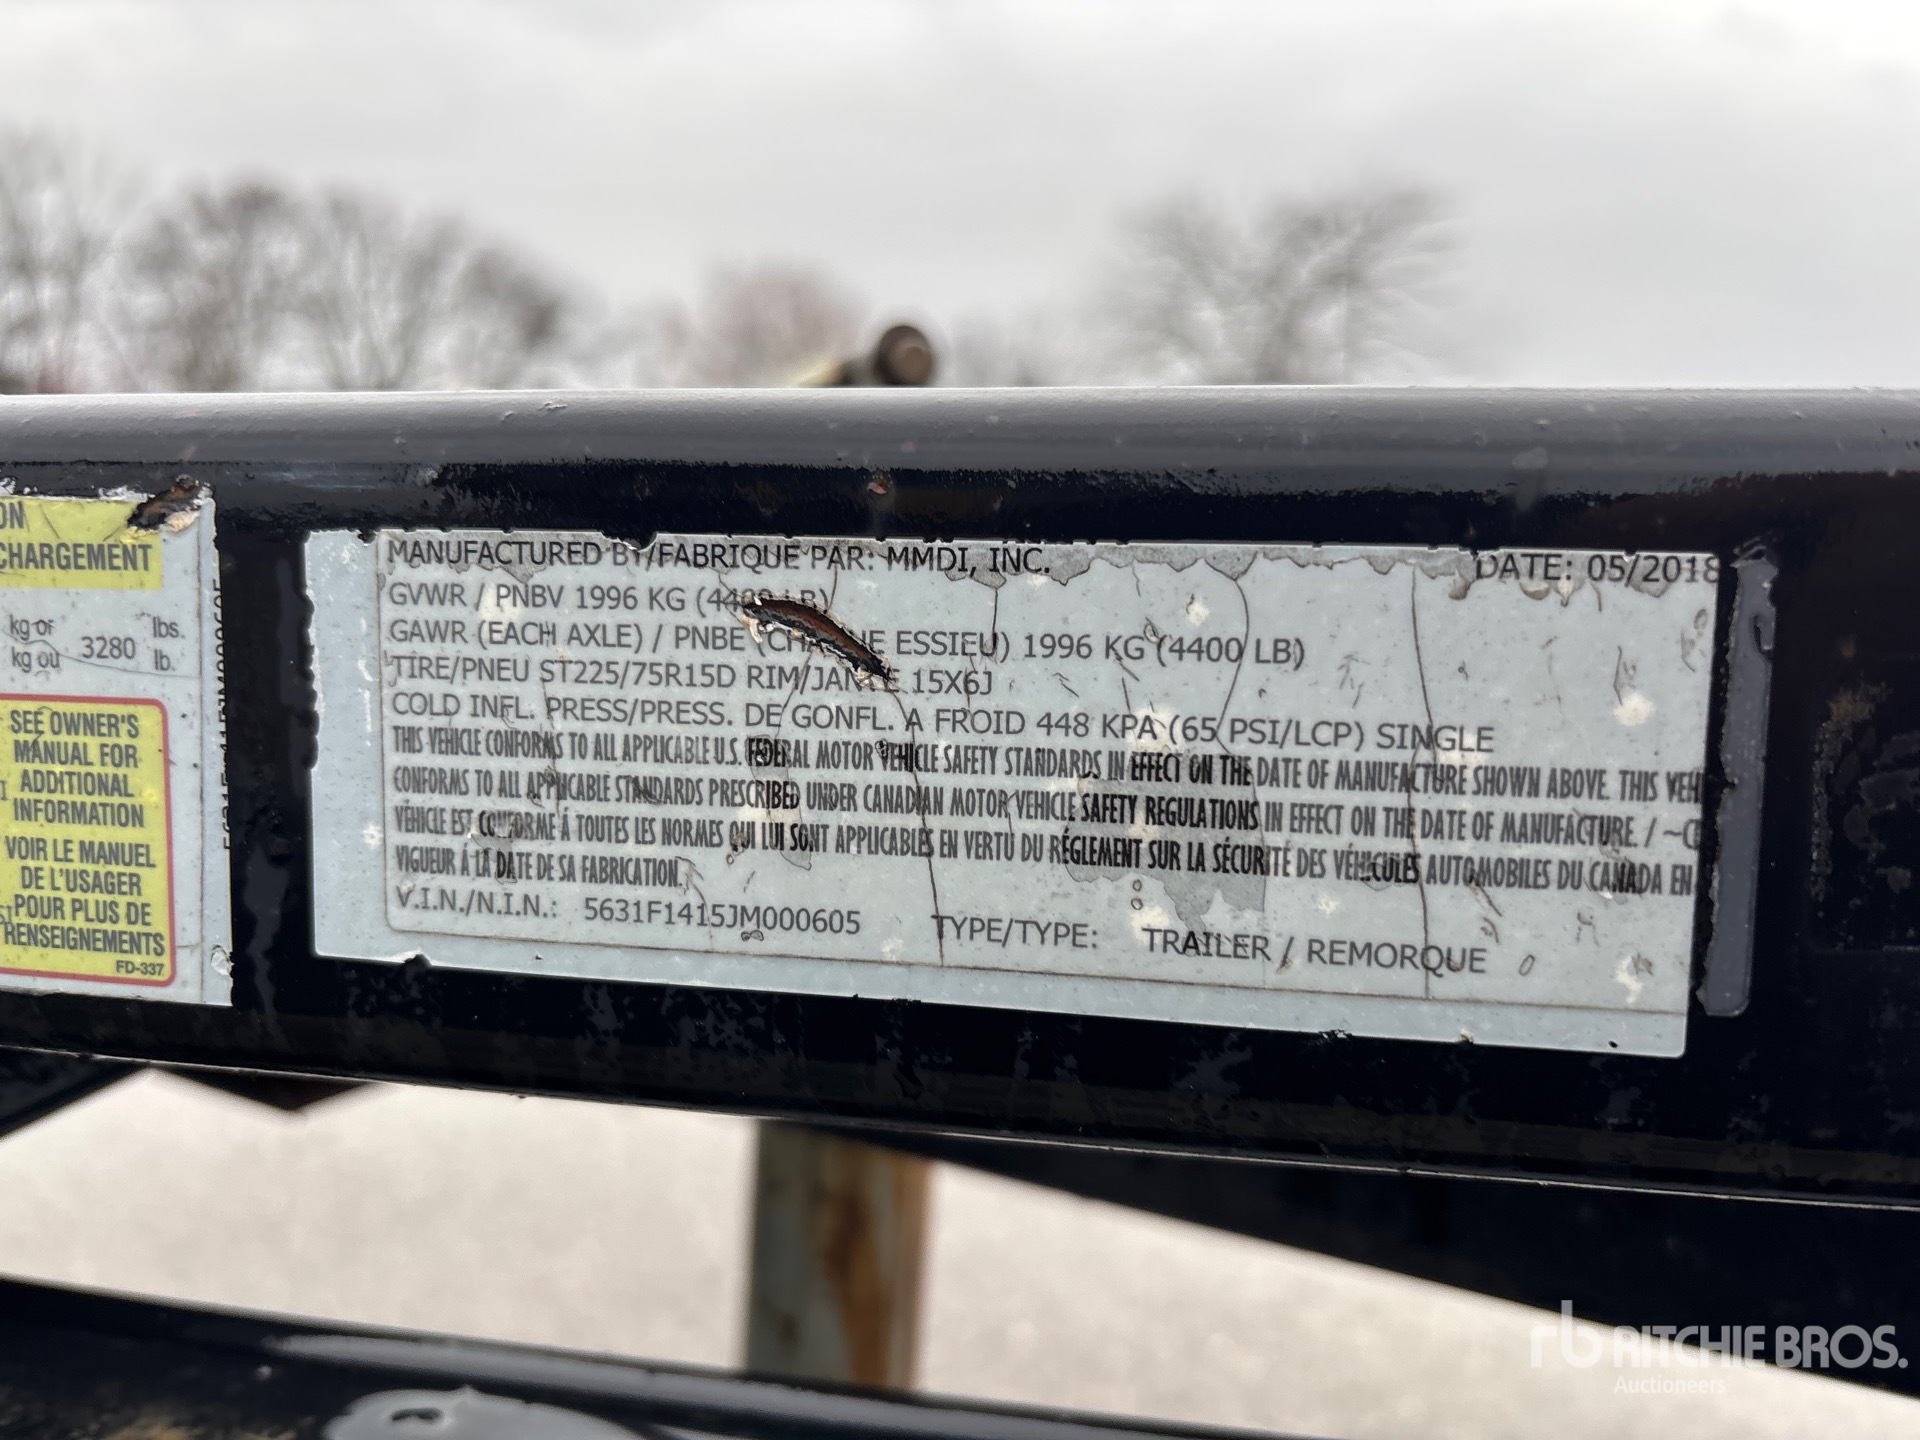 ON
CHARGEMENT
kg or 3280 lbs.
kg ou lb.
SEE OWNER'S
MANUAL FOR
ADDITIONAL
INFORMATION
VOIR LE MANUEL
DE L'USAGER
POUR PLUS DE
RENSEIGNEMENTS
FD-337
MANUFACTURED BY/FABRIQUE PAR: MMDI, INC. DATE: 05/2018
GVWR / PNBV 1996 KG (4400 LB)
GAWR (EACH AXLE) / PNBE ESSIEU) 1996 KG (4400 LB)
TIRE/PNEU ST225/75R15D RIM/JANTE 15X6J
COLD INFL. PRESS/PRESS. DE GONFL. A FROID 448 KPA (65 PSI/LCP) SINGLE
THIS VEHICLE CONFORMS TO ALL APPLICABLE U.S. FEDERAL MOTOR VEHICLE SAFETY STANDARDS IN EFFECT ON THE DATE OF MANUFACTURE SHOWN ABOVE. THIS VEH
CONFORMS TO ALL APPLICABLE STANDARDS PRESCRIBED UNDER CANADIAN MOTOR VEHICLE SAFETY REGULATIONS IN EFFECT ON THE DATE OF MANUFACTURE. / ~C
VÉHICLE EST CONFORME Á TOUTES LES NORMES QUI LUI SONT APPLICABLES EN VERTU DU RÉGLEMENT SUR LA SÉCURITÉ DES VÉHICULES AUTOMOBILES DU CANADA EN
VIGUEUR Á LA DATE DE SA FABRICATION.
V.I.N./N.I.N.: 5631F1415JM000605 TYPE/TYPE: TRAILER / REMORQUE
rb RITCHIE BROS.
Auctioneers